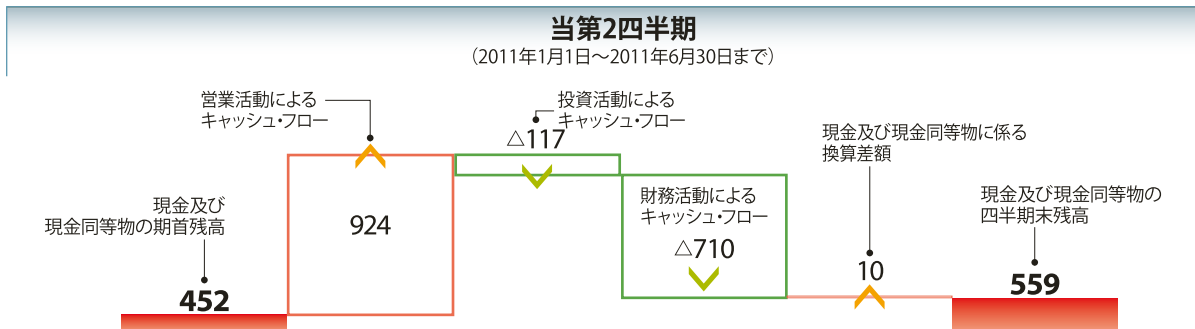 当第2四半期
（2011年1月1日～2011年6月30日まで）
営業活動による
キャッシュ・フロー
投資活動による
キャッシュ・フロー
△117
現金及び現金同等物に係る
換算差額
現金及び
現金同等物の期首残高
924
財務活動による
キャッシュ・フロー
△710
現金及び現金同等物の
四半期末残高
452
10
559